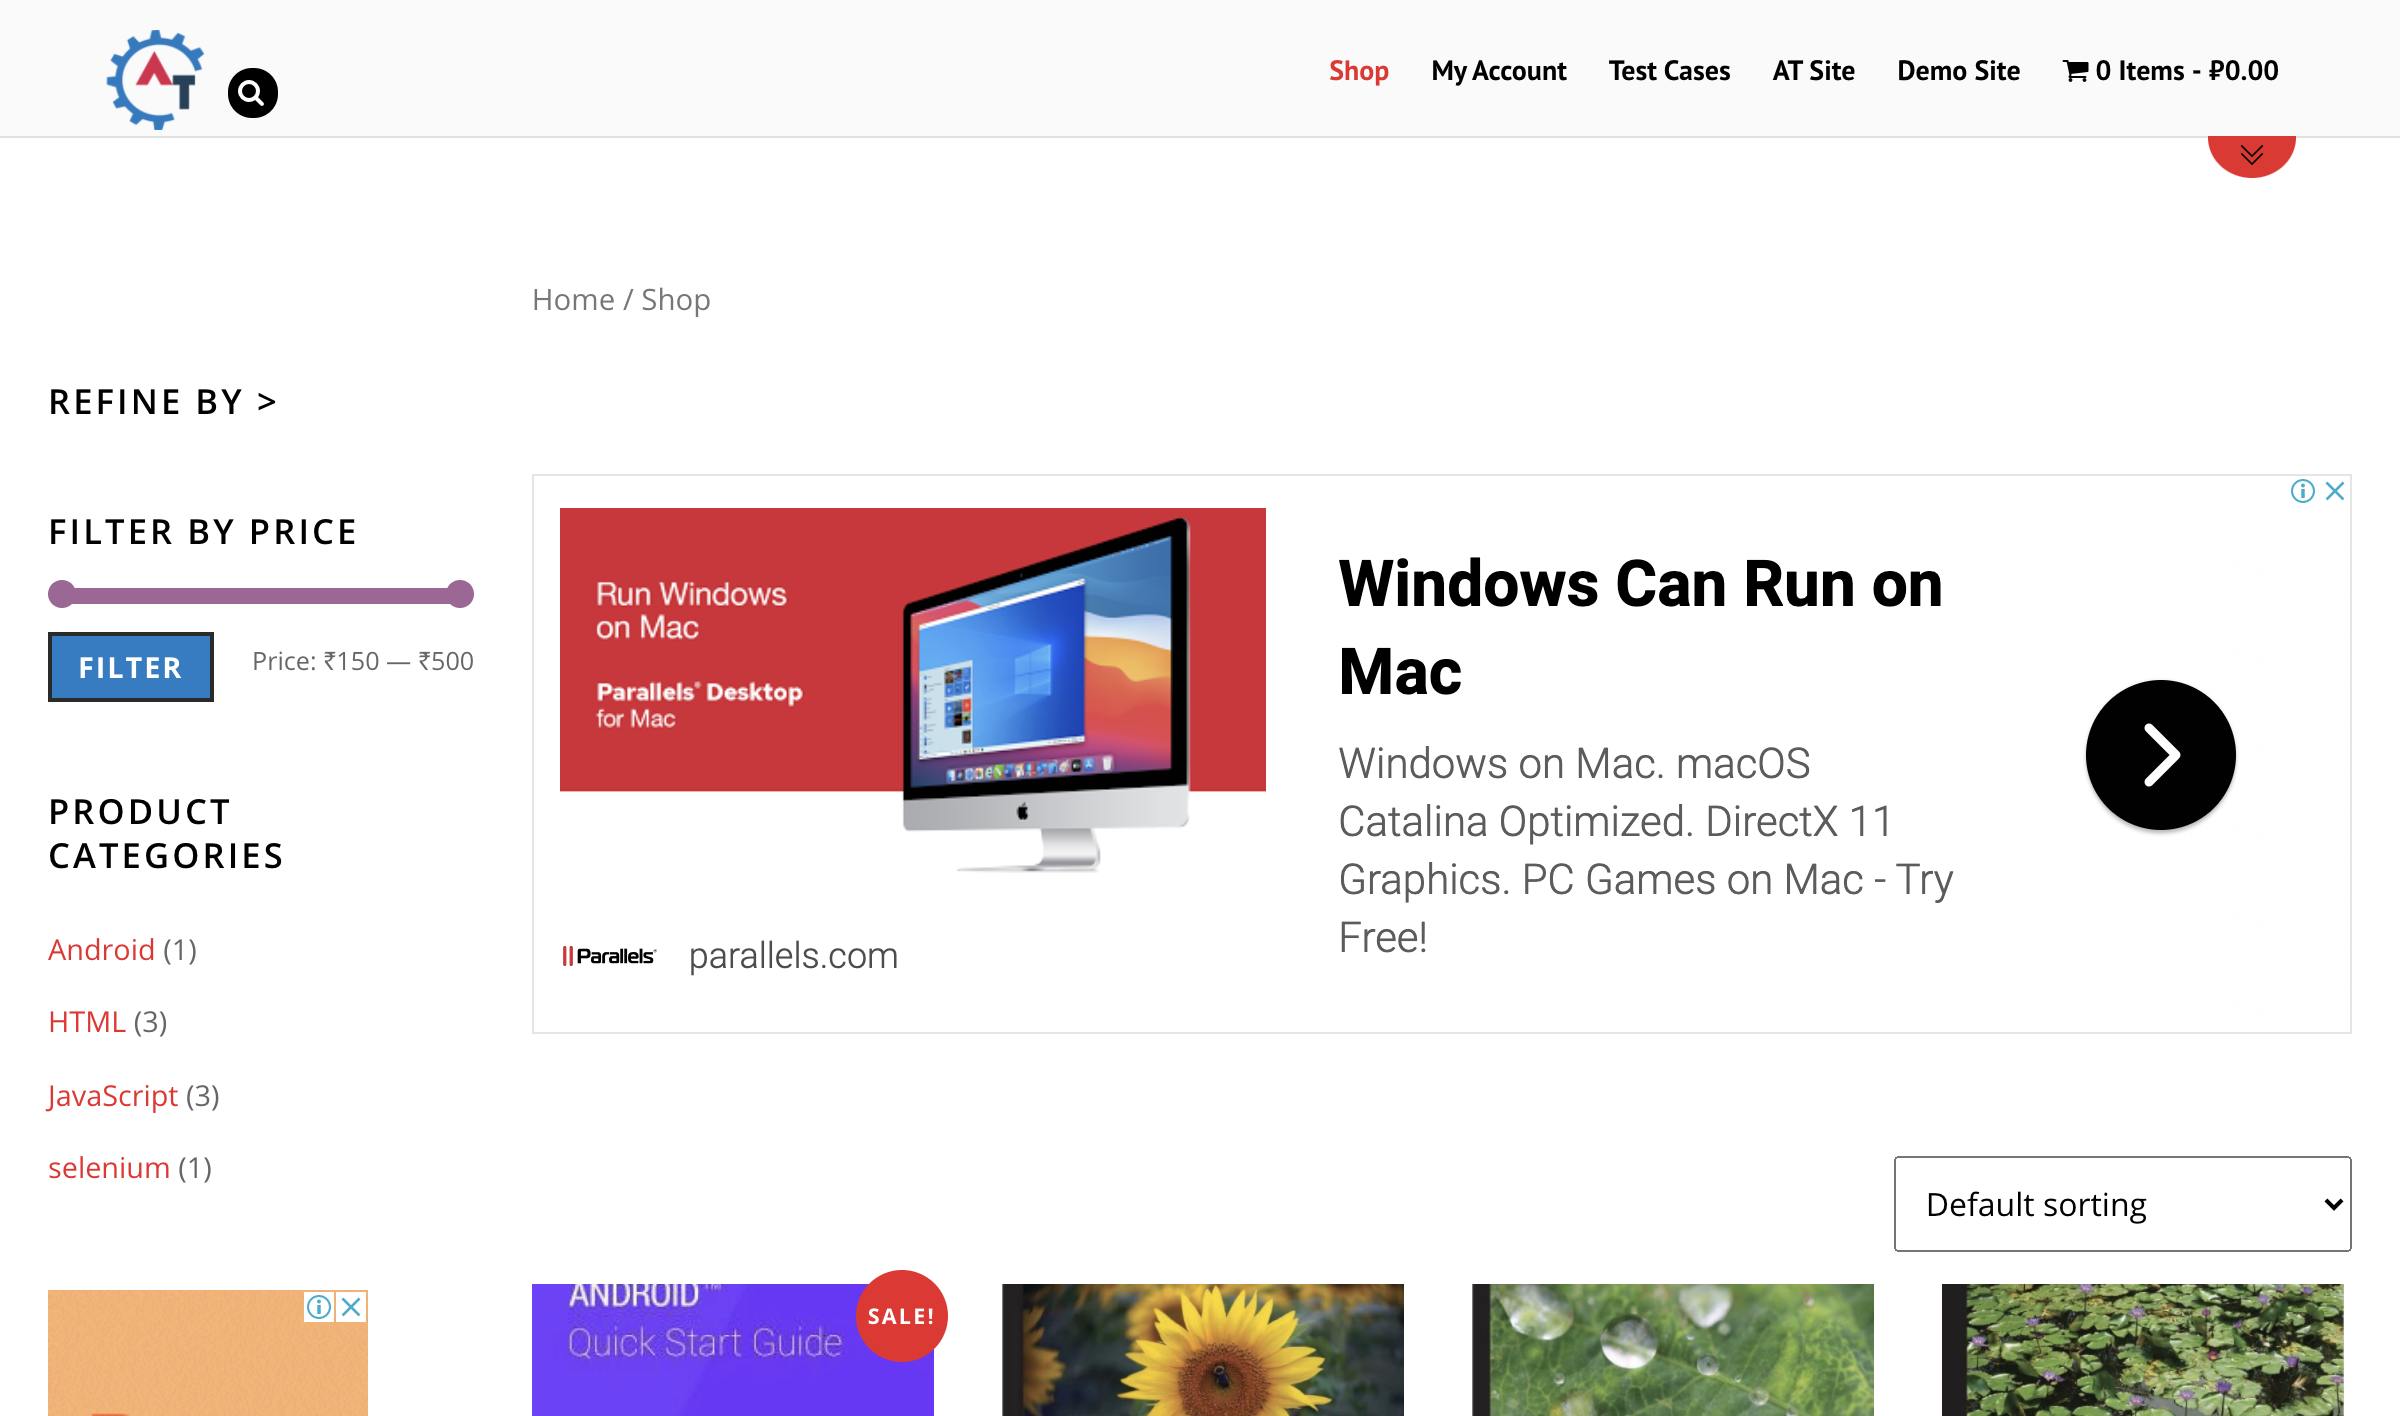 AT
Shop
My Account
Test Cases
AT Site
Demo Site
0 Items - ₽0.00
Home / Shop
REFINE BY >
FILTER BY PRICE
FILTER
Price: ₹150 — ₹500
PRODUCT
CATEGORIES
Android (1)
HTML (3)
JavaScript (3)
selenium (1)
Run Windows
on Mac
Parallels® Desktop
for Mac
Parallels®
parallels.com
Windows Can Run on
Mac
Windows on Mac. macOS
Catalina Optimized. DirectX 11
Graphics. PC Games on Mac - Try
Free!
Default sorting
ANDROID™
Quick Start Guide
SALE!